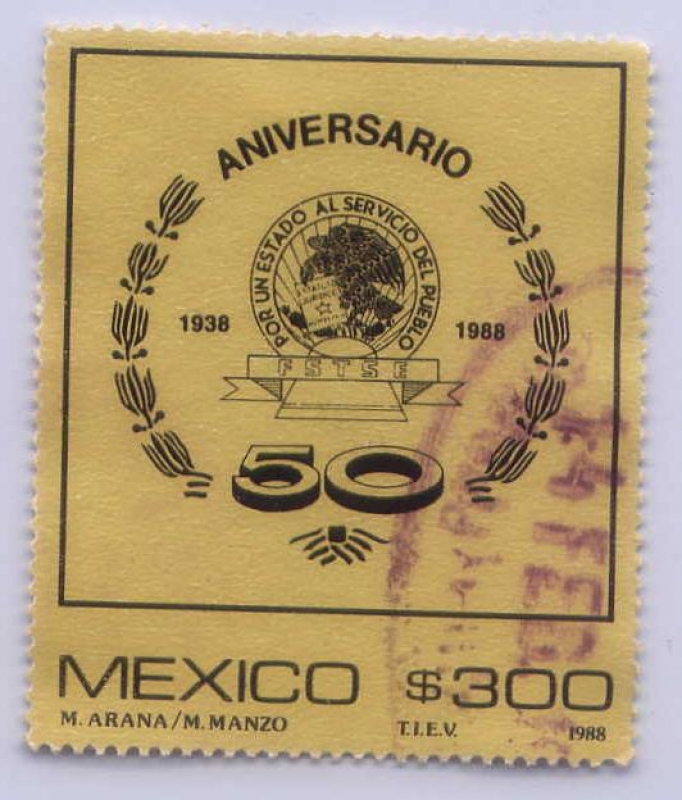 ANIVERSARIO
POR UN ESTADO AL SERVICIO DEL PUEBLO
1938
1988
FSTSE
50
MEXICO $300
M. ARANA/M. MANZO T.I.E.V. 1988